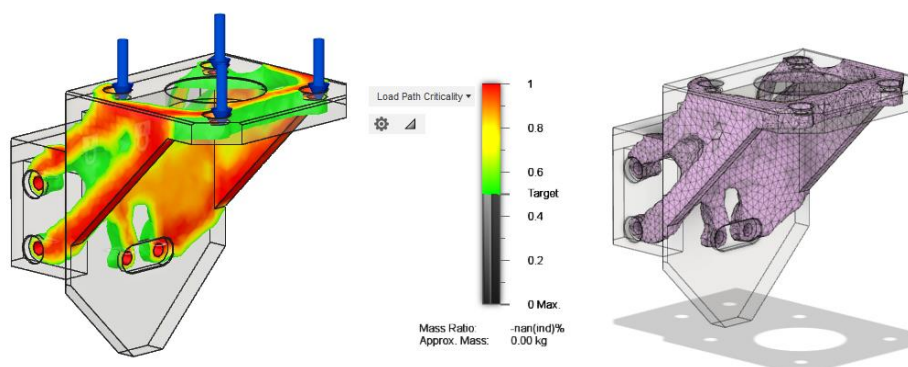 Load Path Criticality
1
0.8
0.6
Target
0.4
0.2
0 Max.
Mass Ratio: -nan(ind)%
Approx. Mass: 0.00 kg